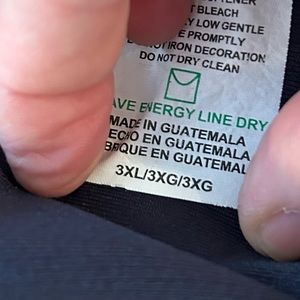 BLEACH
LOW GENTLE
PROMPTLY
IRON DECORATION
DO NOT DRY CLEAN
ENERGY LINE DRY
MADE IN GUATEMALA
EN GUATEMALA
EN GUATEMAL
3XL/3XG/3XG